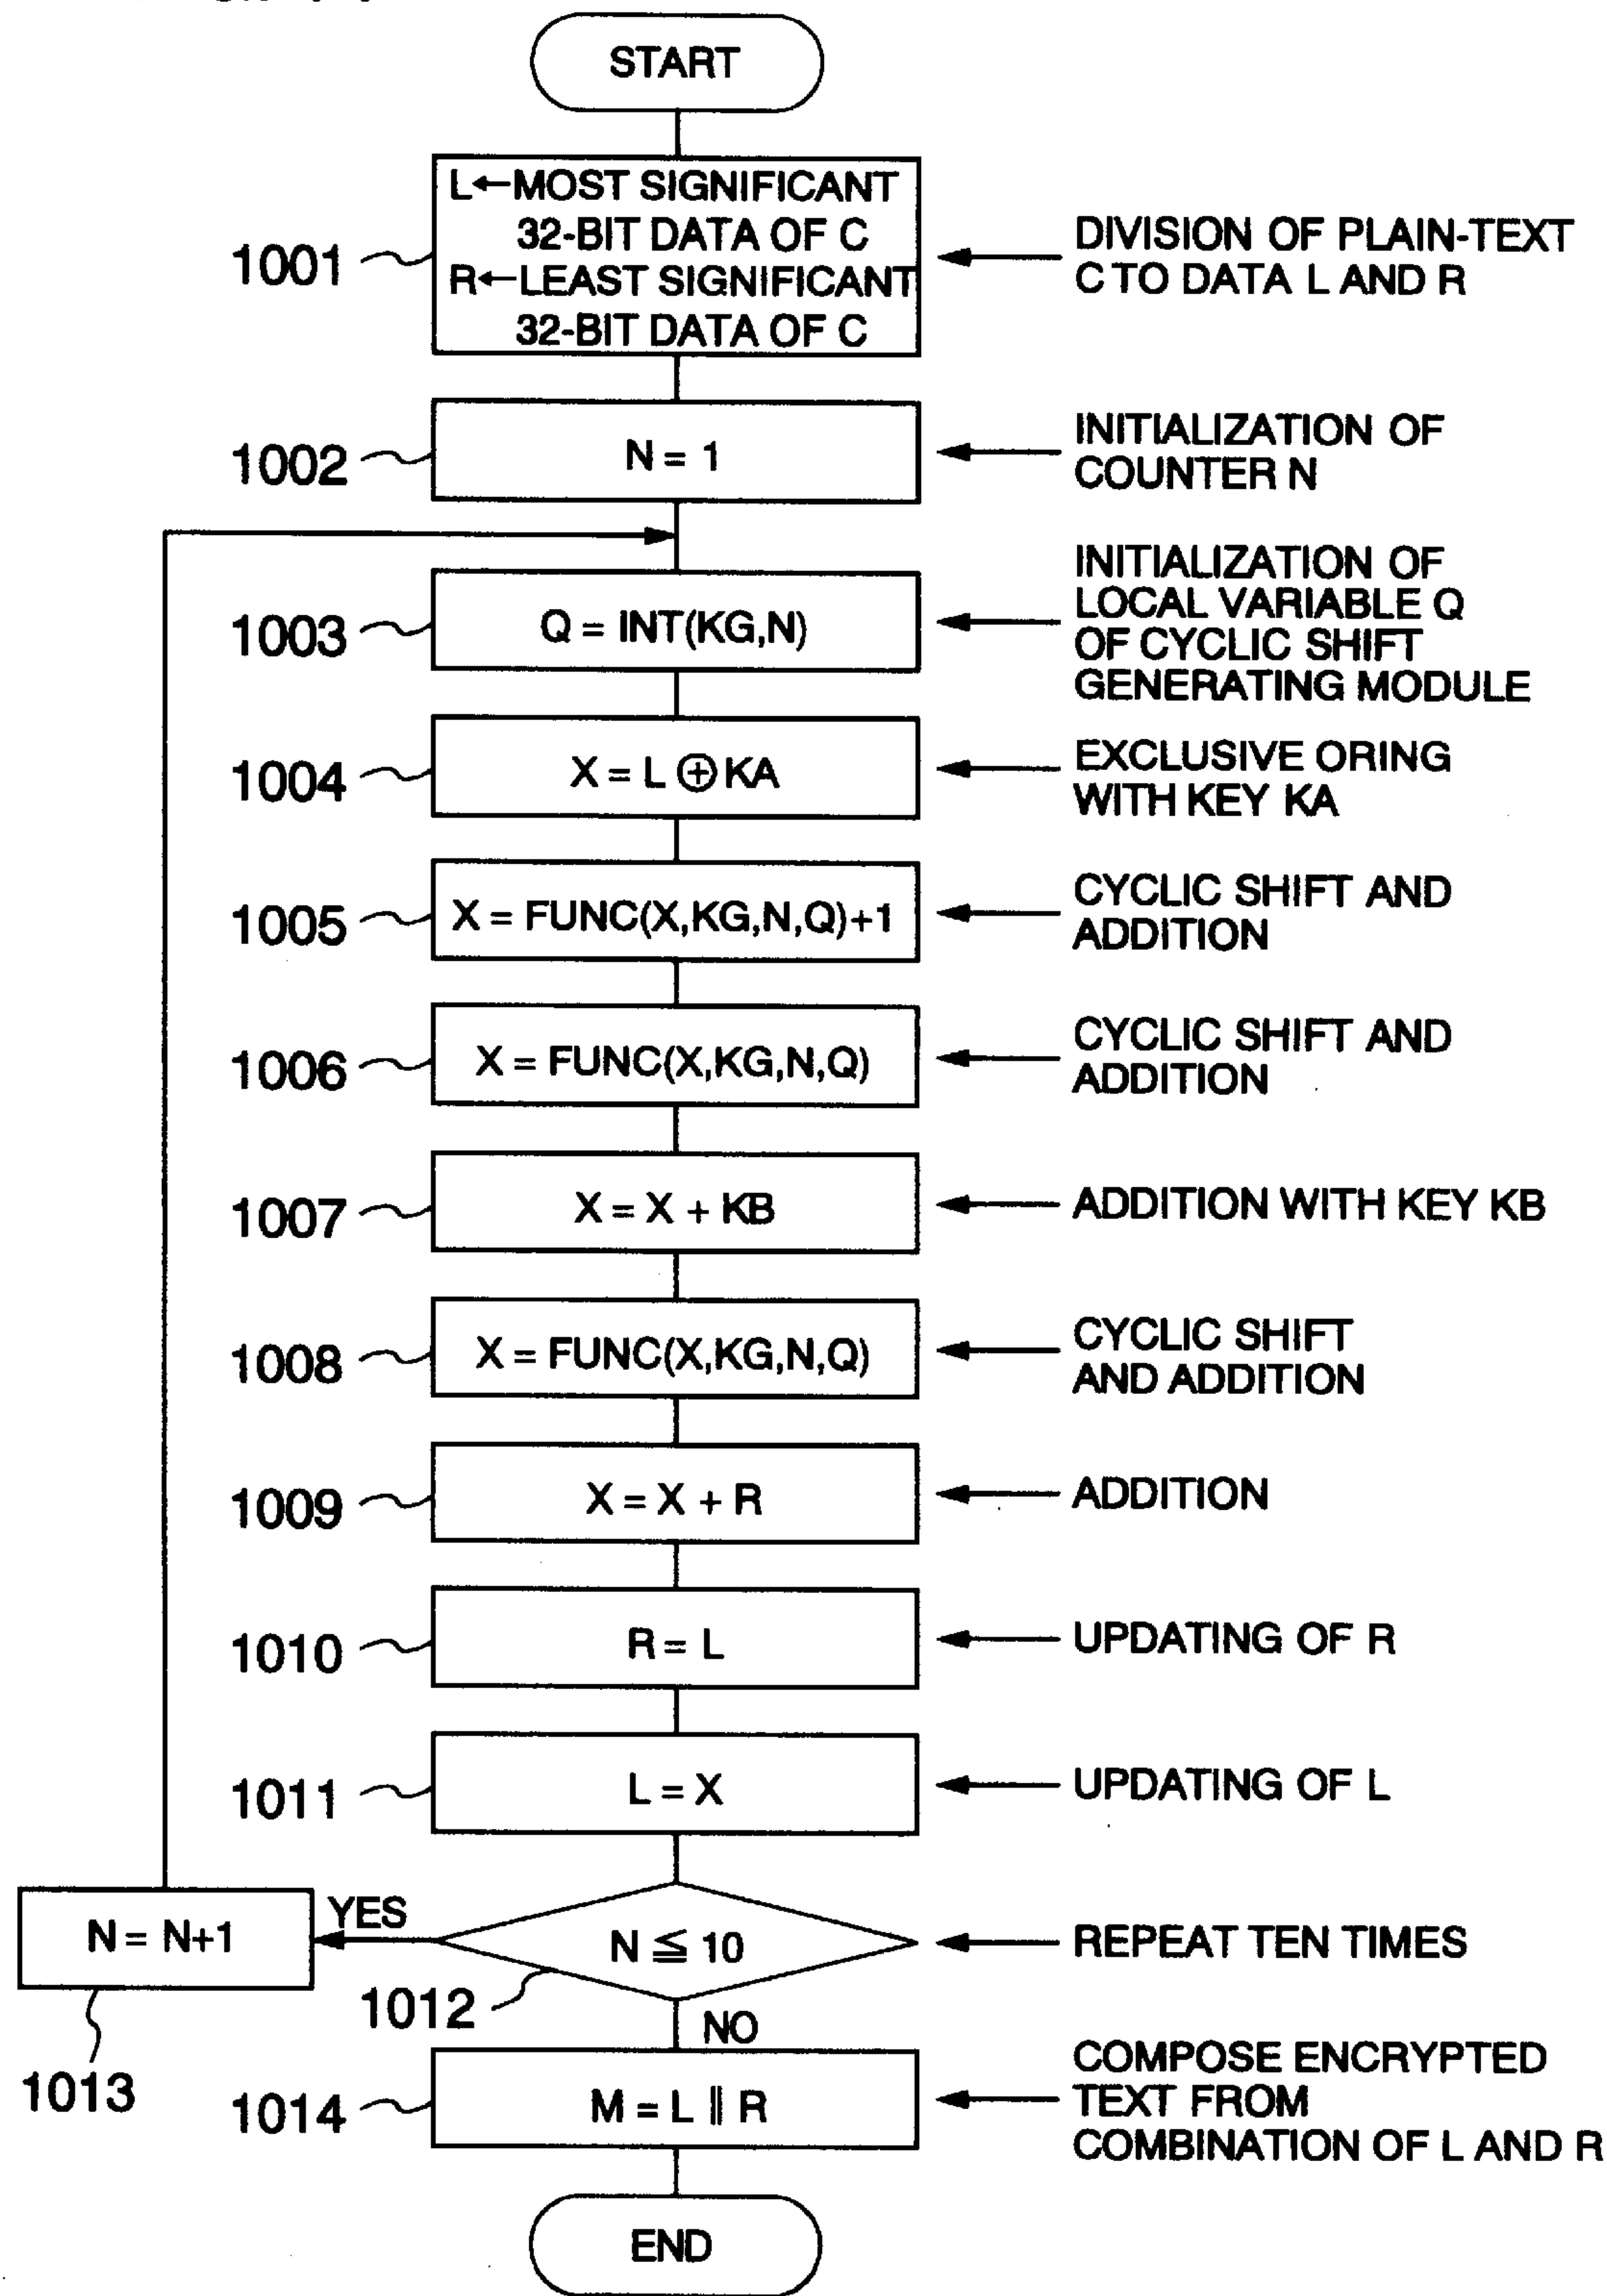 START
L←MOST SIGNIFICANT
32-BIT DATA OF C
R←LEAST SIGNIFICANT
32-BIT DATA OF C
1001
DIVISION OF PLAIN-TEXT
C TO DATA L AND R
N = 1
1002
INITIALIZATION OF
COUNTER N
Q = INT(KG,N)
1003
INITIALIZATION OF
LOCAL VARIABLE Q
OF CYCLIC SHIFT
GENERATING MODULE
X = L ⊕ KA
1004
EXCLUSIVE ORING
WITH KEY KA
X = FUNC(X,KG,N,Q)+1
1005
CYCLIC SHIFT AND
ADDITION
X = FUNC(X,KG,N,Q)
1006
CYCLIC SHIFT AND
ADDITION
X = X + KB
1007
ADDITION WITH KEY KB
X = FUNC(X,KG,N,Q)
1008
CYCLIC SHIFT
AND ADDITION
X = X + R
1009
ADDITION
R = L
1010
UPDATING OF R
L = X
1011
UPDATING OF L
N = N+1
YES
N ≦ 10
REPEAT TEN TIMES
1012
1013
NO
M = L || R
1014
COMPOSE ENCRYPTED
TEXT FROM
COMBINATION OF L AND R
END